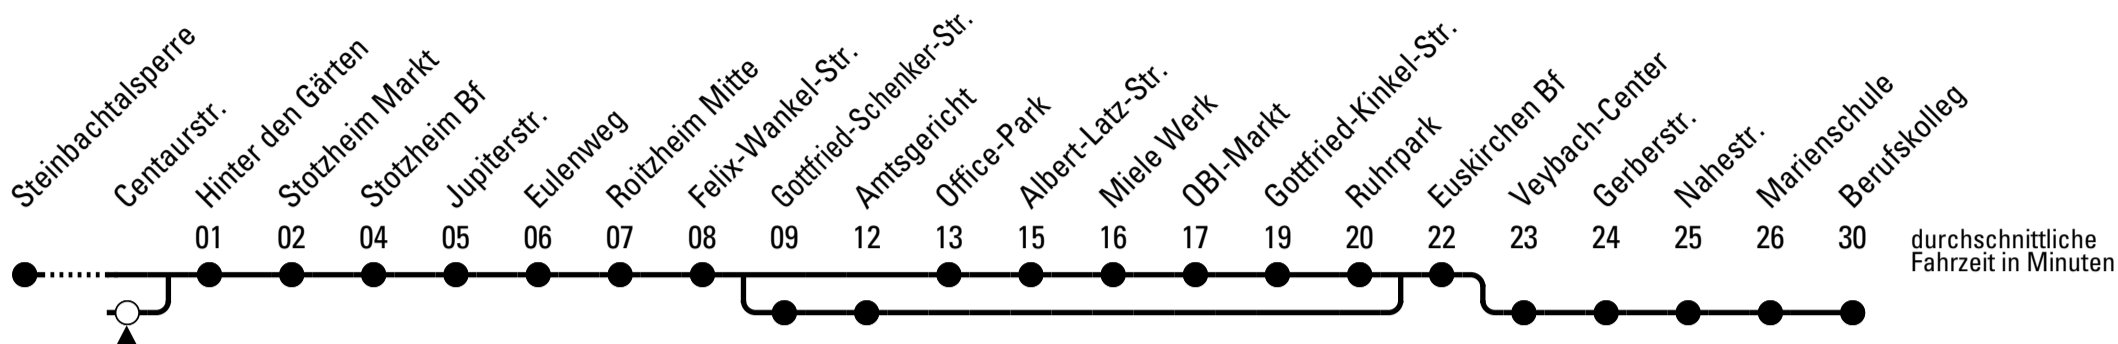 Steinbachtalsperre
Centaurstr.
Hinter den Gärten
Stotzheim Markt
Stotzheim Bf
Jupiterstr.
Eulenweg
Roitzheim Mitte
Felix-Wankel-Str.
Gottfried-Schenker-Str.
Amtsgericht
Office-Park
Albert-Latz-Str.
Miele Werk
OBI-Markt
Gottfried-Kinkel-Str.
Ruhrpark
Euskirchen Bf
Veybach-Center
Gerberstr.
Nahestr.
Marienschule
Berufskolleg
01 02 04 05 06 07 08 09 12 13 15 16 17 19 20 22 23 24 25 26 30
durchschnittliche
Fahrzeit in Minuten